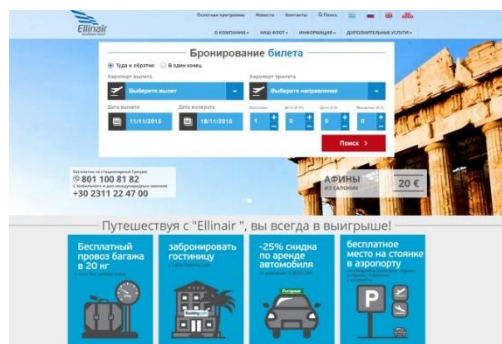 Ellinair
Новости
Контакты
Поиск
О КОМПАНИИ
НАШ ФЛОТ
ИНФОРМАЦИЯ
ДОПОЛНИТЕЛЬНЫЕ УСЛУГИ
Бронирование билета
Туда и обратно
В один конец
Аэропорт вылета
Аэропорт прилета
Выберите вылет
Выберите направление
Дата вылета
Дата возврата
11/11/2015
18/11/2015
1
0
0
0
Поиск >
801 100 81 82
+30 2311 22 47 00
АФИНЫ
ИЗ САЛОНИК
20 €
Путешествуя с "Ellinair ", вы всегда в выигрыше!
Бесплатный
провоз багажа
в 20 кг
забронировать
гостиницу
Booking.com
-25% скидка
по аренде
автомобиля
бесплатное
место на стоянке
в аэропорту
P